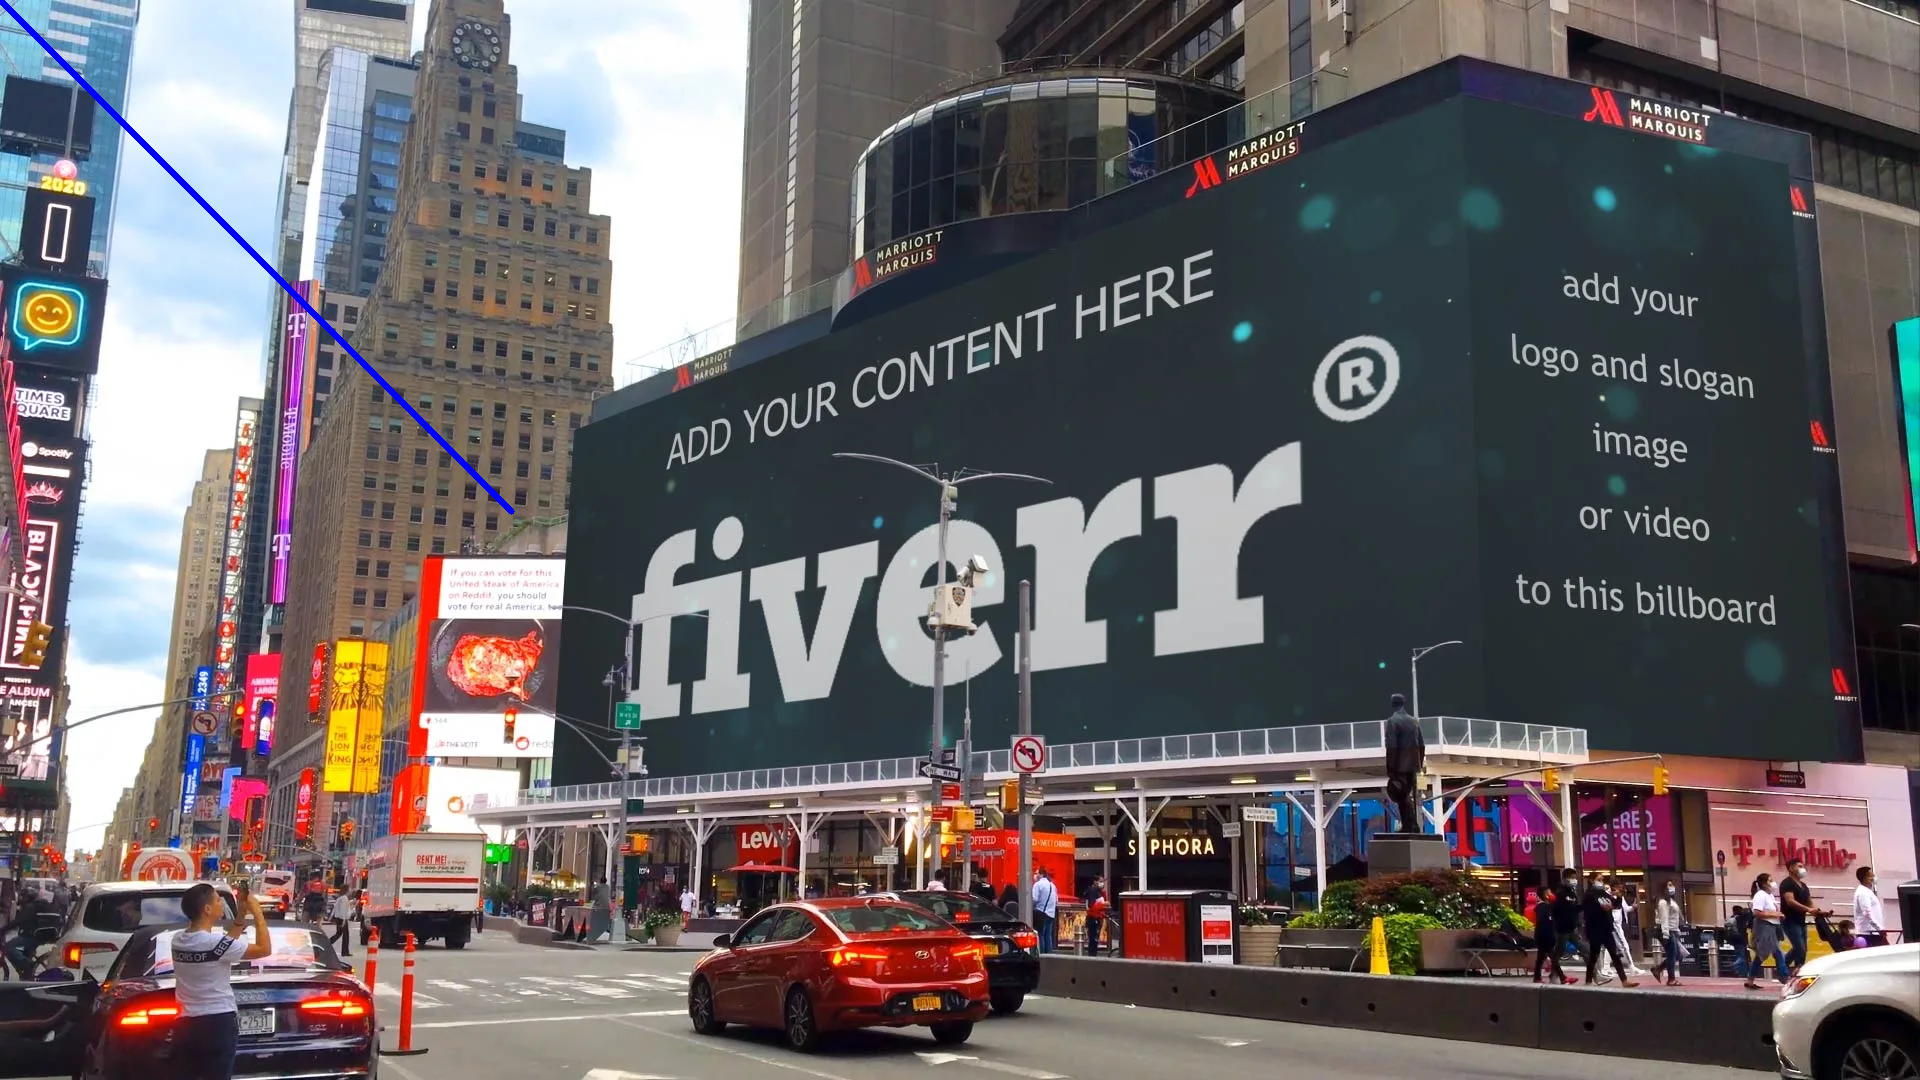 2020
TIMES
SQUARE
Spotify
BLACKPINK
T
T-Mobile
T
If you can vote for this
United Steak of America
on Reddit, you should
vote for real America, too
UPTHEVOTE
THE
LION
KING
2349
MARRIOTT
MARQUIS
MARRIOTT
MARQUIS
MARRIOTT
MARQUIS
MARRIOTT
MARQUIS
ADD YOUR CONTENT HERE
fiverr®
add your
logo and slogan
image
or video
to this billboard
RENT ME!
ONE WAY
Levi's
SEPHORA
EMBRACE
THE
WEST SIDE
T-Mobile